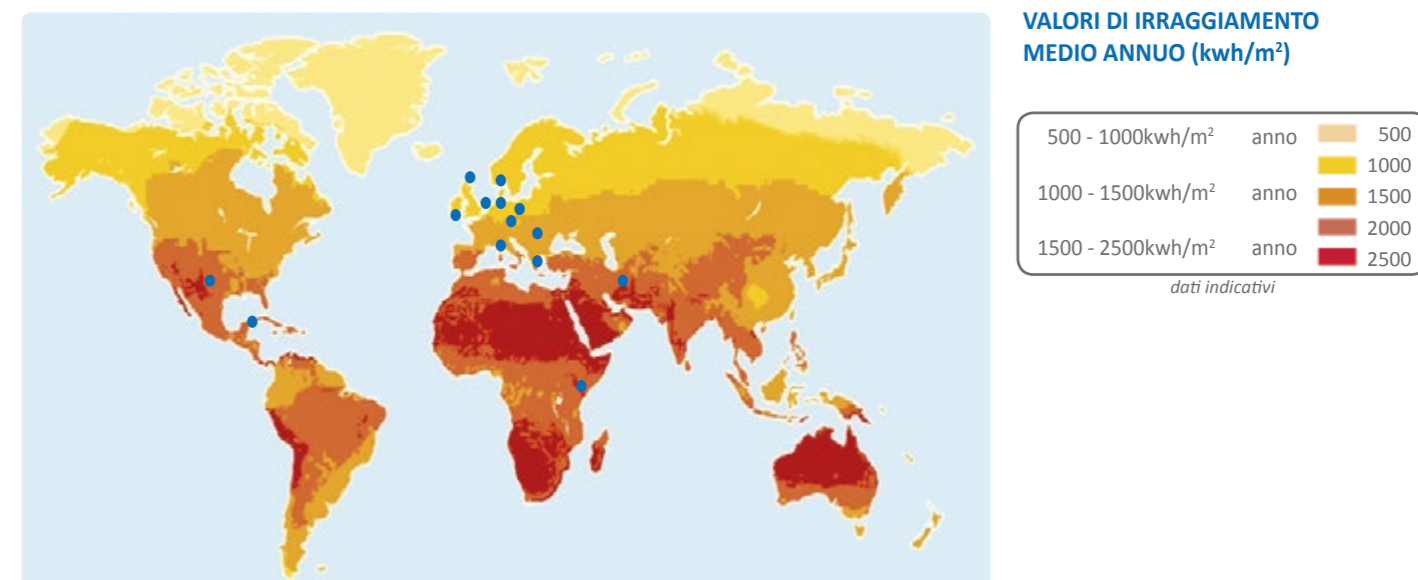 VALORI DI IRRAGGIAMENTO
MEDIO ANNUO (kwh/m²)
500 - 1000kwh/m² anno 500
1000
1000 - 1500kwh/m² anno 1500
2000
1500 - 2500kwh/m² anno 2500
dati indicativi